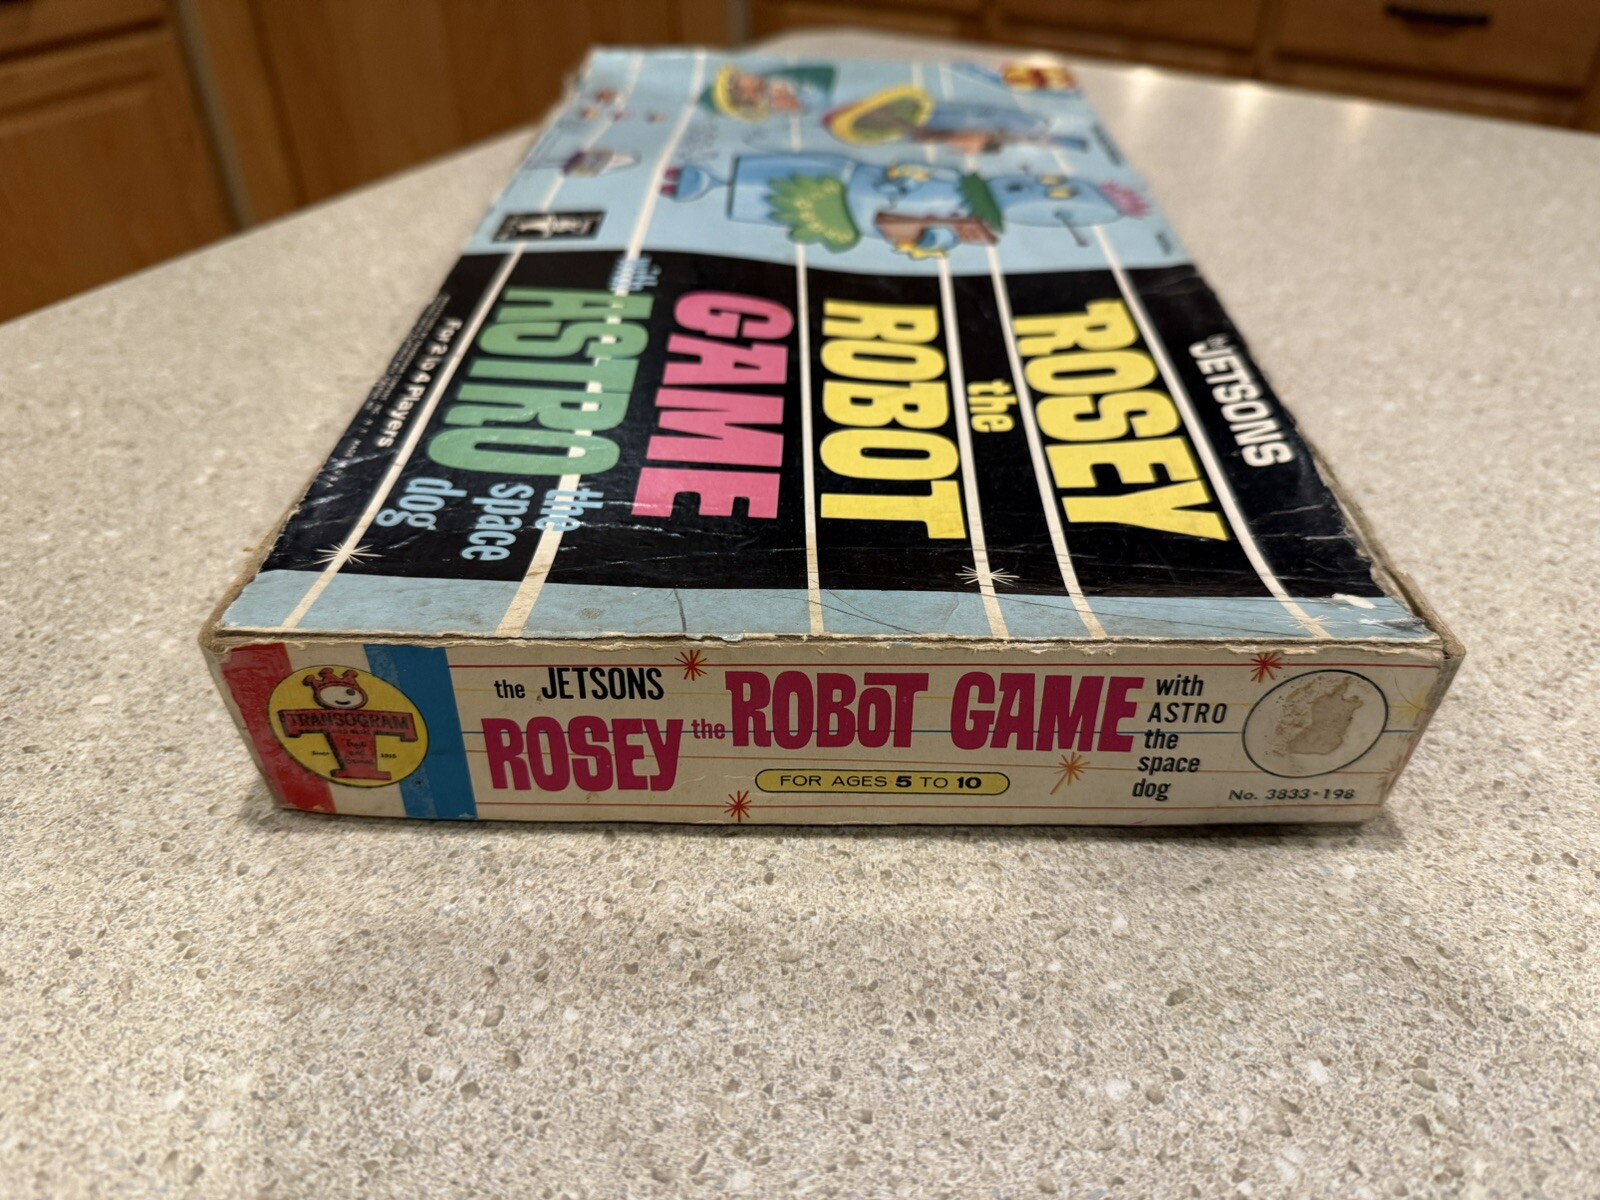 the JETSONS
ROSEY
the
ROBOT
GAME
with
ASTRO
the
space
dog
For 2 to 4 Players
TRANSOGRAM
the JETSONS
ROSEY the ROBOT GAME
with
ASTRO
the
space
dog
FOR AGES 5 TO 10
No. 3833-198